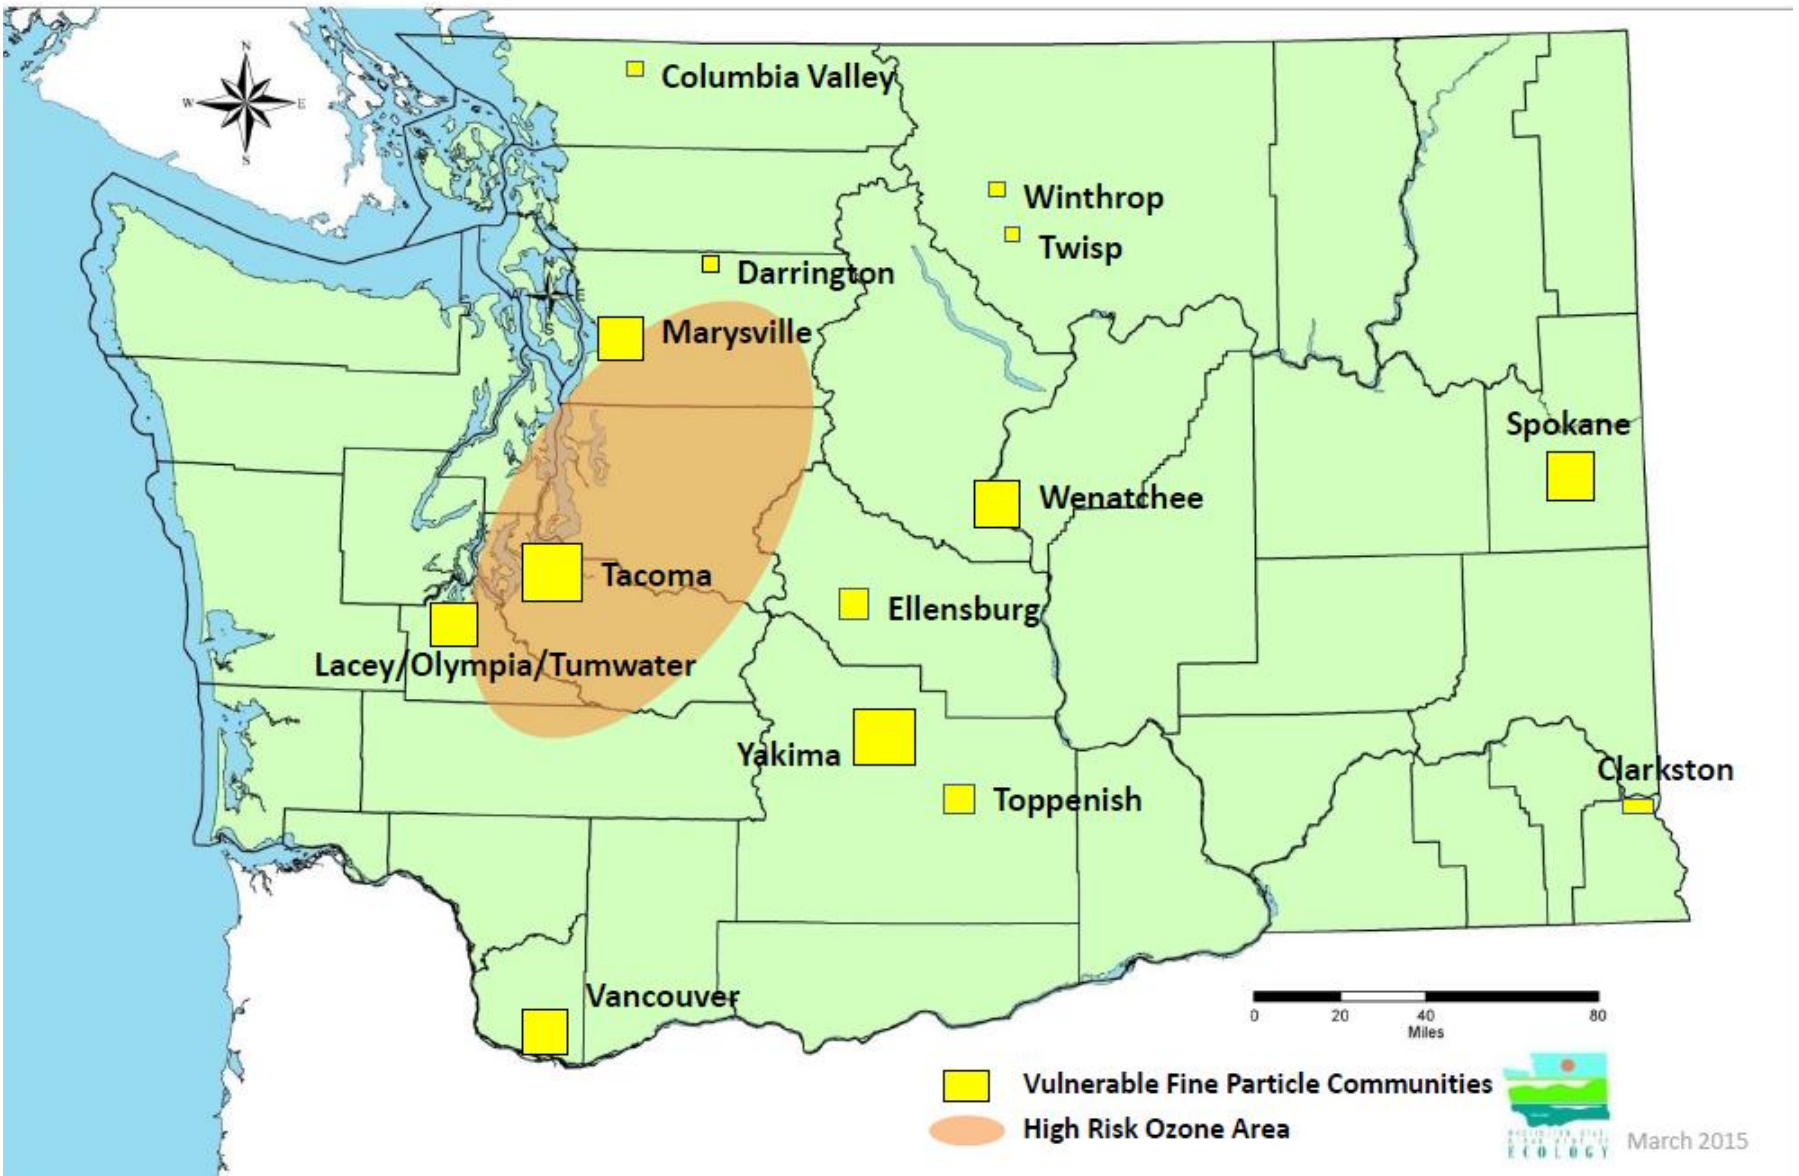 N
W E
S
Columbia Valley
Winthrop
Twisp
Darrington
E
S
Marysville
Spokane
Wenatchee
Tacoma
Ellensburg
Lacey/Olympia/Tumwater
Yakima
Clarkston
Toppenish
Vancouver
0 20 40 80
Miles
Vulnerable Fine Particle Communities
High Risk Ozone Area
ECOLOGY
March 2015